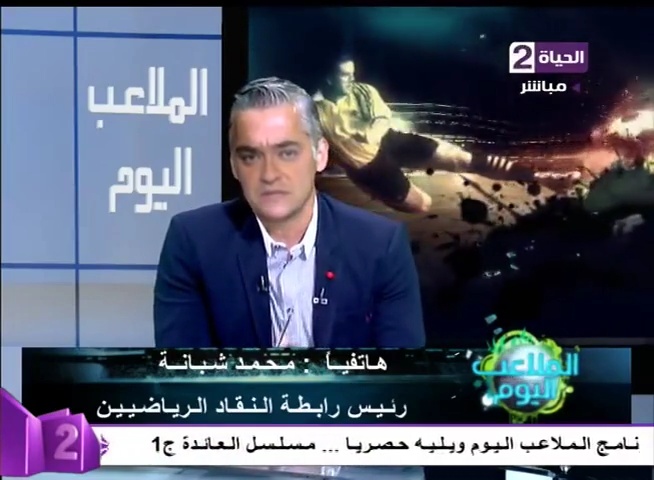 2 الحياة
مباشر
الملاعب
اليوم
هاتفياً : محمد شبانة
رئيس رابطة النقاد الرياضيين
الملاعب
اليوم
نامج الملاعب اليوم ويليه حصريا ... مسلسل العائدة ج1
2